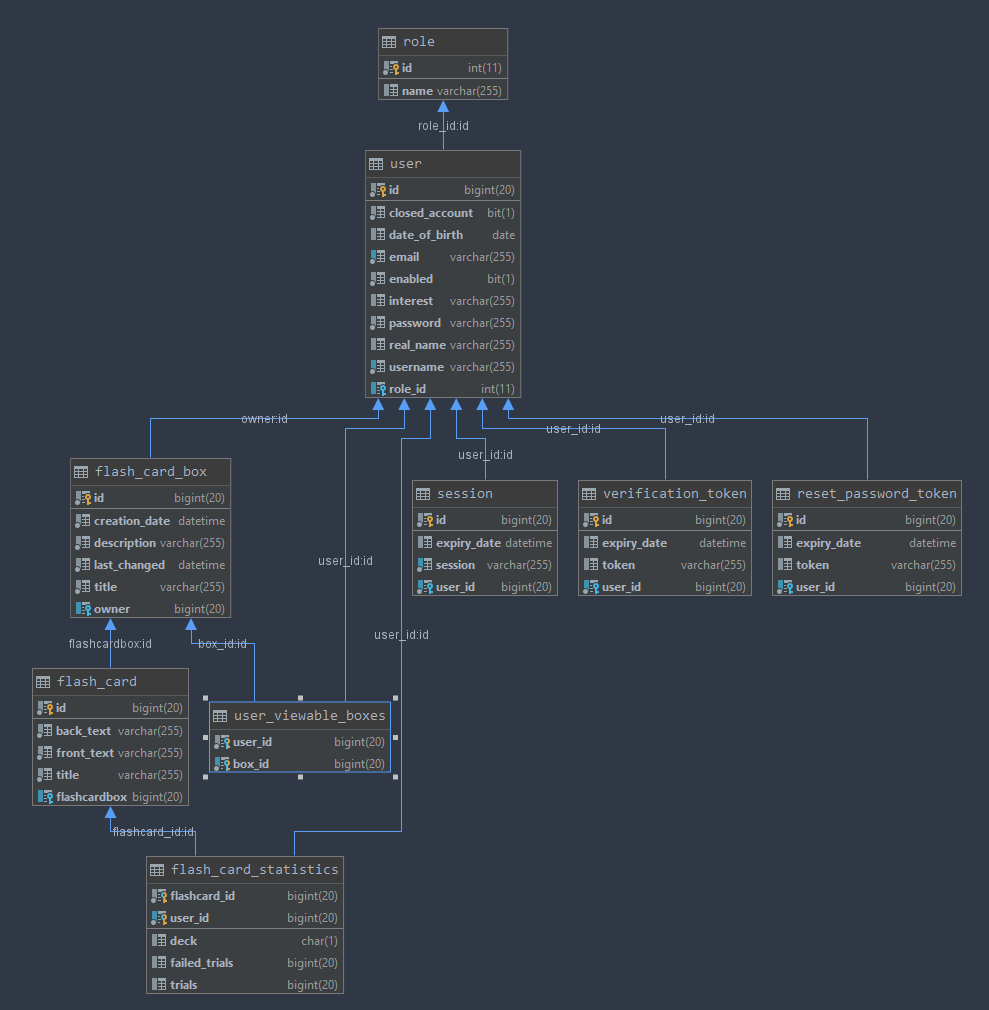 role
id int(11)
name varchar(255)
role_id:id
user
id bigint(20)
closed_account bit(1)
date_of_birth date
email varchar(255)
enabled bit(1)
interest varchar(255)
password varchar(255)
real_name varchar(255)
username varchar(255)
role_id int(11)
owner:id
user_id:id
user_id:id
user_id:id
flash_card_box
id bigint(20)
creation_date datetime
description varchar(255)
last_changed datetime
title varchar(255)
owner bigint(20)
session
id bigint(20)
expiry_date datetime
session varchar(255)
user_id bigint(20)
verification_token
id bigint(20)
expiry_date datetime
token varchar(255)
user_id bigint(20)
reset_password_token
id bigint(20)
expiry_date datetime
token varchar(255)
user_id bigint(20)
user_id:id
user_id:id
flashcardbox:id
box_id:id
flash_card
id bigint(20)
back_text varchar(255)
front_text varchar(255)
title varchar(255)
flashcardbox bigint(20)
user_viewable_boxes
user_id bigint(20)
box_id bigint(20)
flashcard_id:id
flash_card_statistics
flashcard_id bigint(20)
user_id bigint(20)
deck char(1)
failed_trials bigint(20)
trials bigint(20)